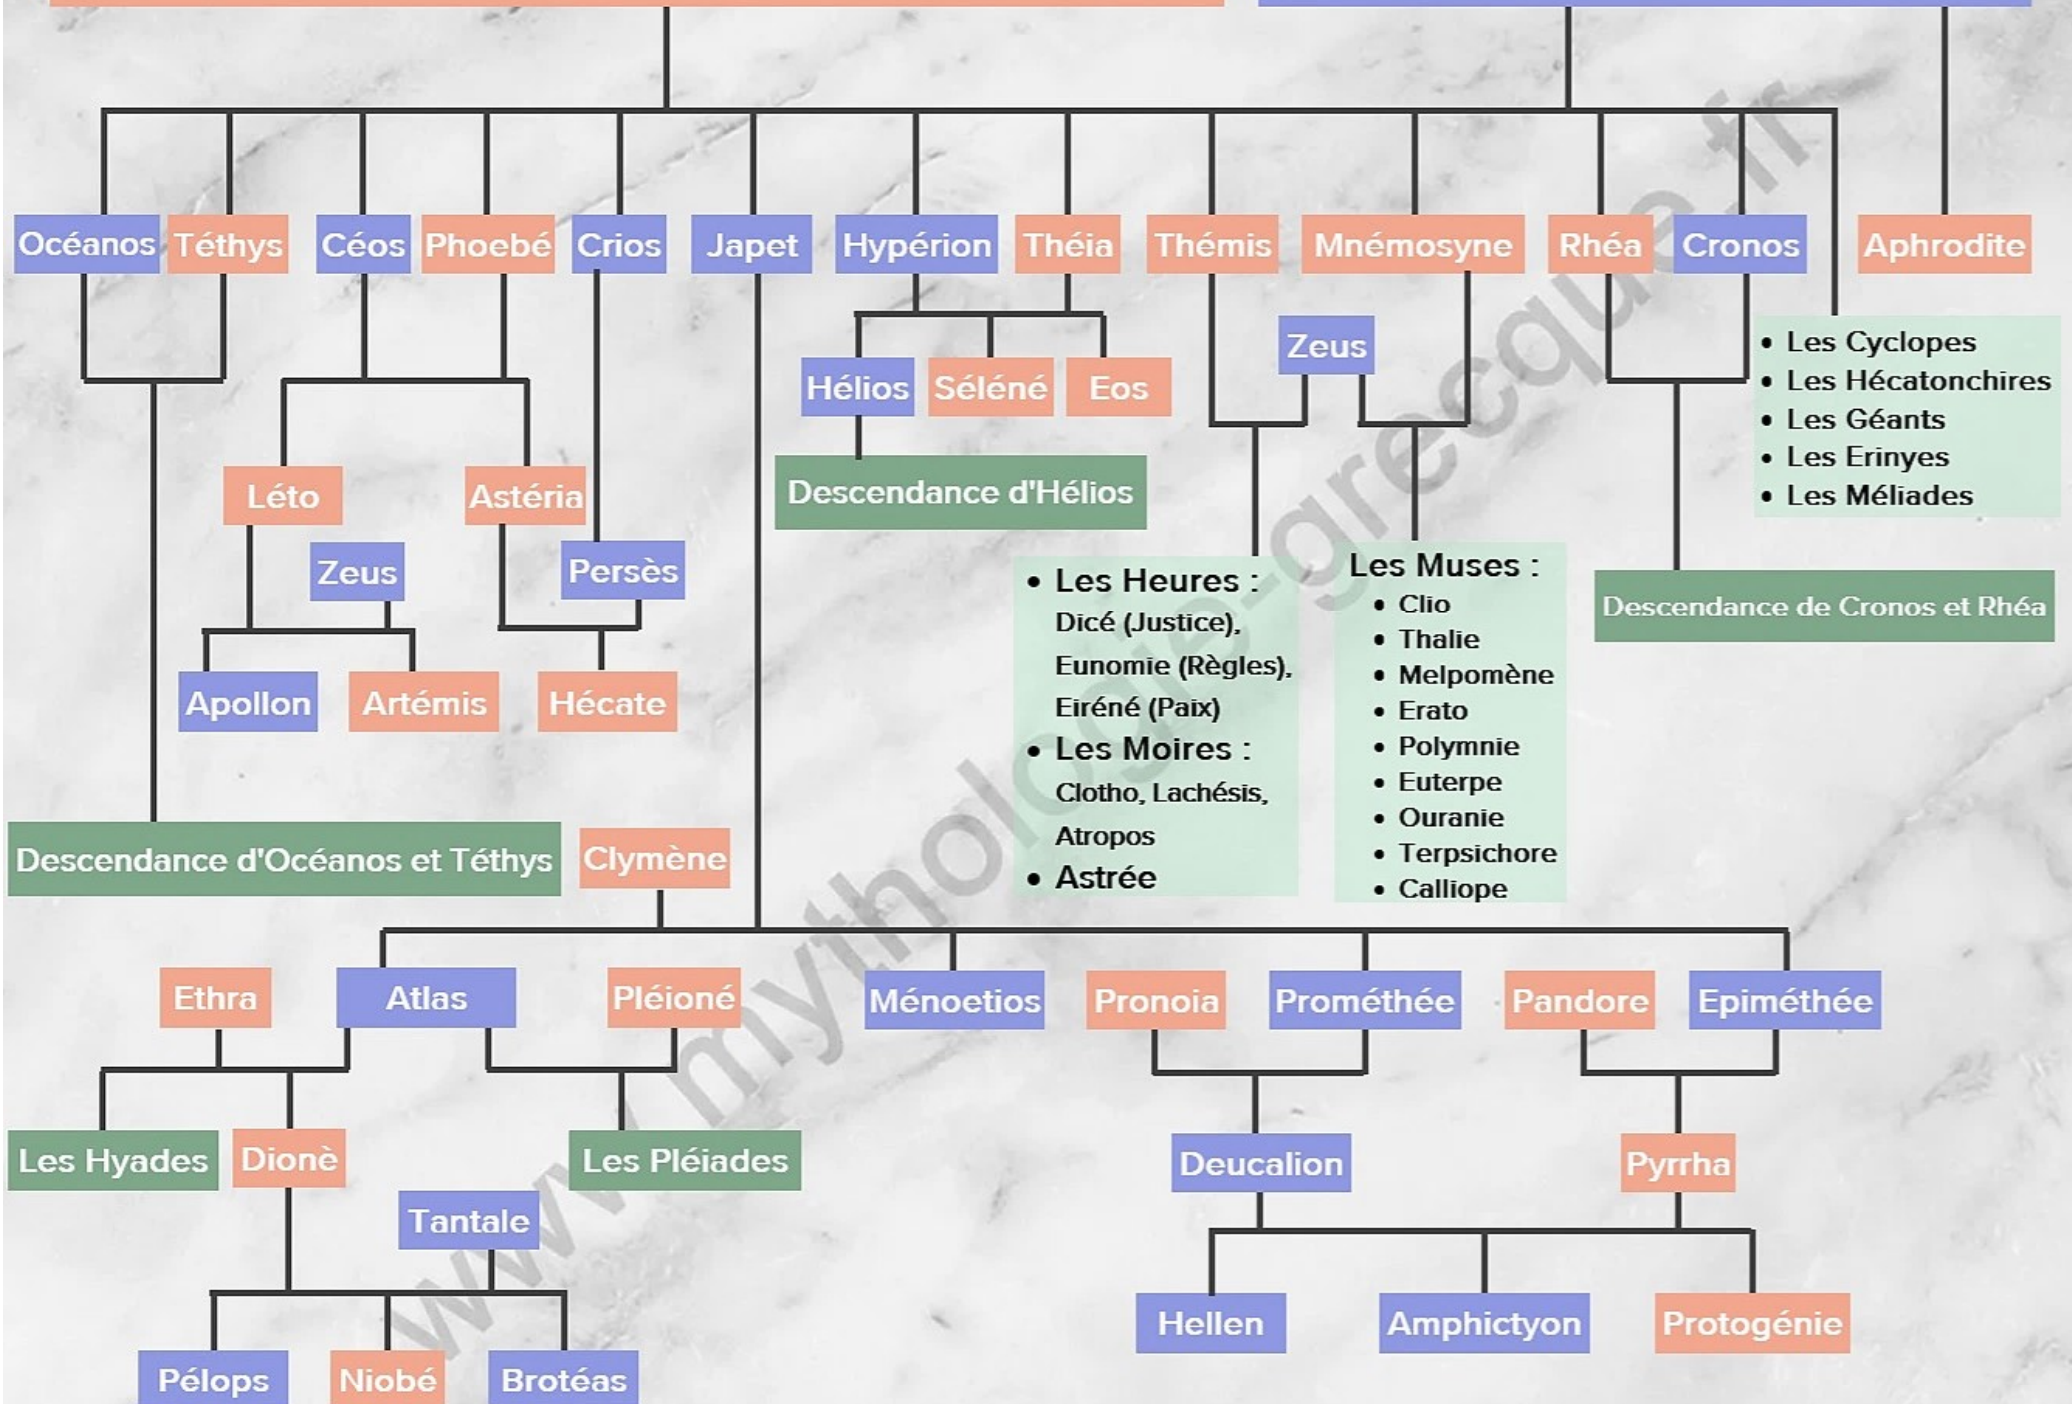 Océanos
Téthys
Céos
Phoebé
Crios
Japet
Hypérion
Théia
Thémis
Mnémosyne
Rhéa
Cronos
Aphrodite
Zeus
• Les Cyclopes
• Les Hécatonchires
• Les Géants
• Les Erinyes
• Les Méliades
Hélios
Séléné
Eos
Léto
Astéria
Descendance d'Hélios
Zeus
Persès
• Les Heures :
Dicé (Justice),
Eunomie (Règles),
Eiréné (Paix)
• Les Moires :
Clotho, Lachésis,
Atropos
• Astrée
Les Muses :
• Clio
• Thalie
• Melpomène
• Erato
• Polymnie
• Euterpe
• Ouranie
• Terpsichore
• Calliope
Descendance de Cronos et Rhéa
Apollon
Artémis
Hécate
Descendance d'Océanos et Téthys
Clymène
Ethra
Atlas
Pléioné
Ménoetios
Pronoia
Prométhée
Pandore
Epiméthée
Les Hyades
Dionè
Les Pléiades
Deucalion
Pyrrha
Tantale
Hellen
Amphictyon
Protogénie
Pélops
Niobé
Brotéas
www.mythologie-grecque.fr